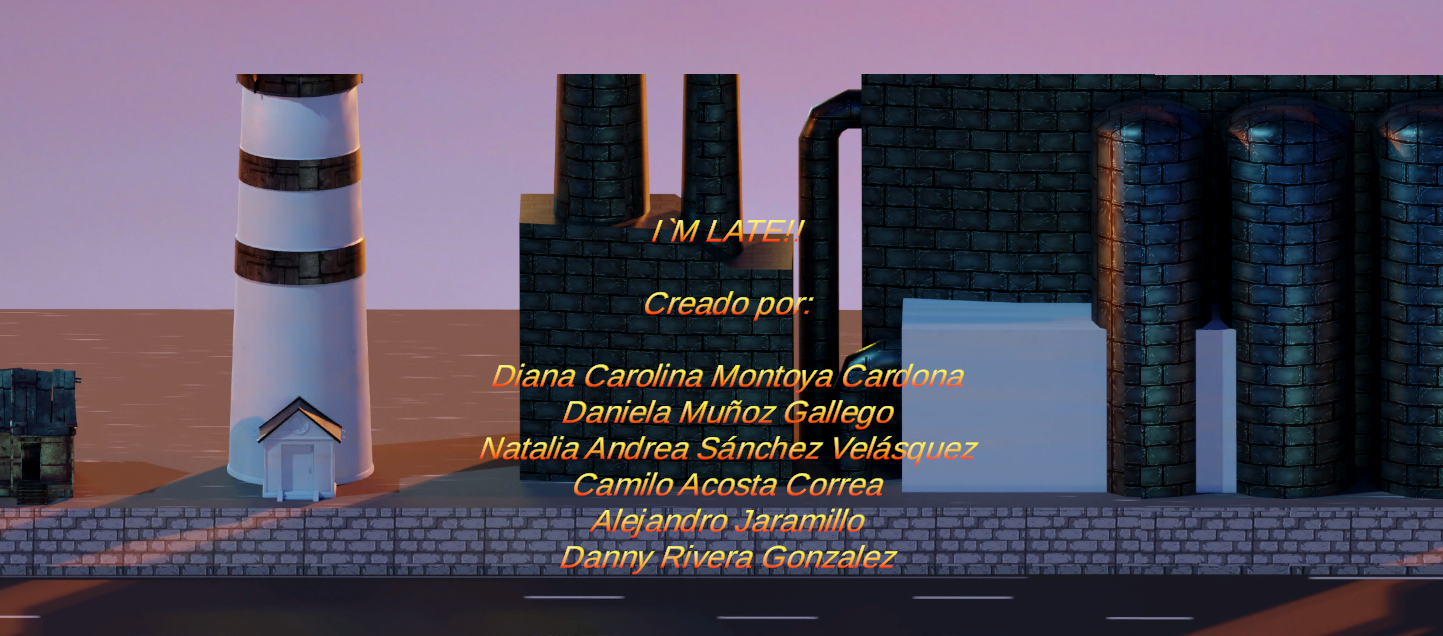 I`M LATE!!
Creado por:
Diana Carolina Montoya Cardona
Daniela Muñoz Gallego
Natalia Andrea Sánchez Velásquez
Camilo Acosta Correa
Alejandro Jaramillo
Danny Rivera Gonzalez